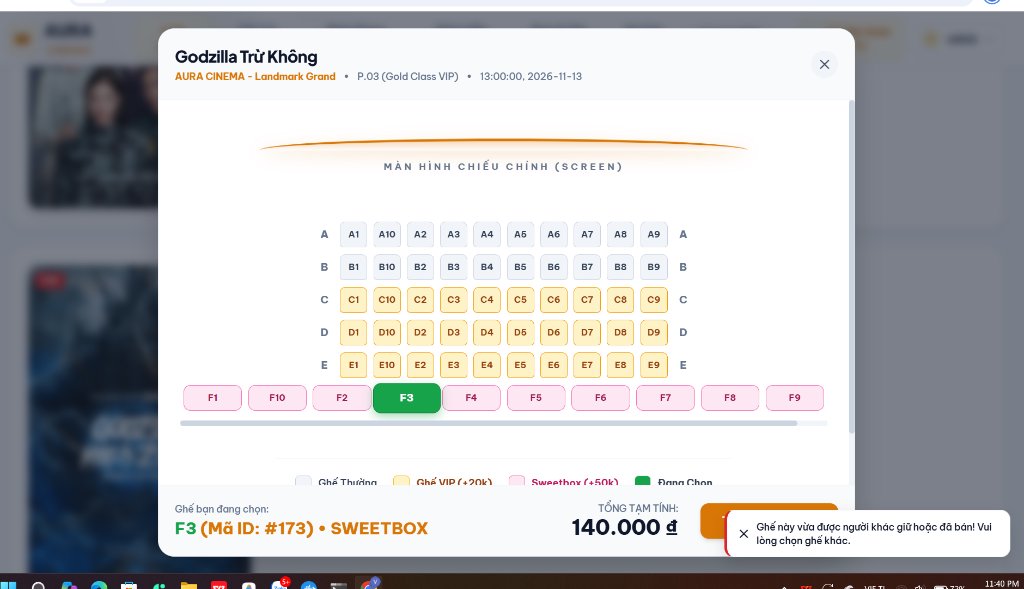 Godzilla Trừ Không
AURA CINEMA - Landmark Grand • P.03 (Gold Class VIP) • 13:00:00, 2026-11-13
MÀN HÌNH CHIẾU CHÍNH (SCREEN)
A A1 A10 A2 A3 A4 A5 A6 A7 A8 A9 A
B B1 B10 B2 B3 B4 B5 B6 B7 B8 B9 B
C C1 C10 C2 C3 C4 C5 C6 C7 C8 C9 C
D D1 D10 D2 D3 D4 D5 D6 D7 D8 D9 D
E E1 E10 E2 E3 E4 E5 E6 E7 E8 E9 E
F1 F10 F2 F3 F4 F5 F6 F7 F8 F9
Ghế Thường Ghế VIP (+20k) Sweetbox (+50k) Đang Chọn
Ghế bạn đang chọn:
F3 (Mã ID: #173) • SWEETBOX
TỔNG TẠM TÍNH:
140.000 ₫
Ghế này vừa được người khác giữ hoặc đã bán! Vui
lòng chọn ghế khác.
11:40 PM